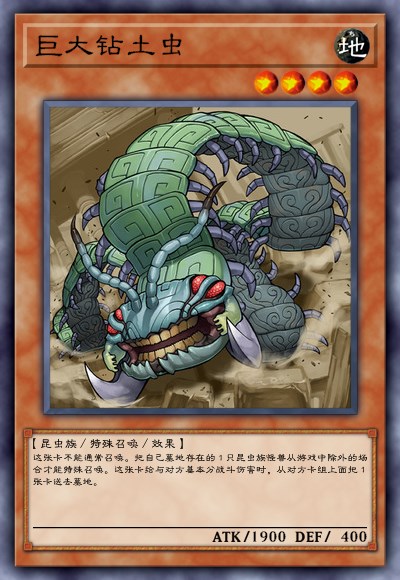 巨大钻土虫
地
【昆虫族／特殊召唤／效果】
这张卡不能通常召唤。把自己墓地存在的１只昆虫族怪兽从游戏中除外的场
合才能特殊召唤。这张卡给与对方基本分战斗伤害时，从对方卡组上面把１
张卡送去墓地。
ATK/1900 DEF/ 400